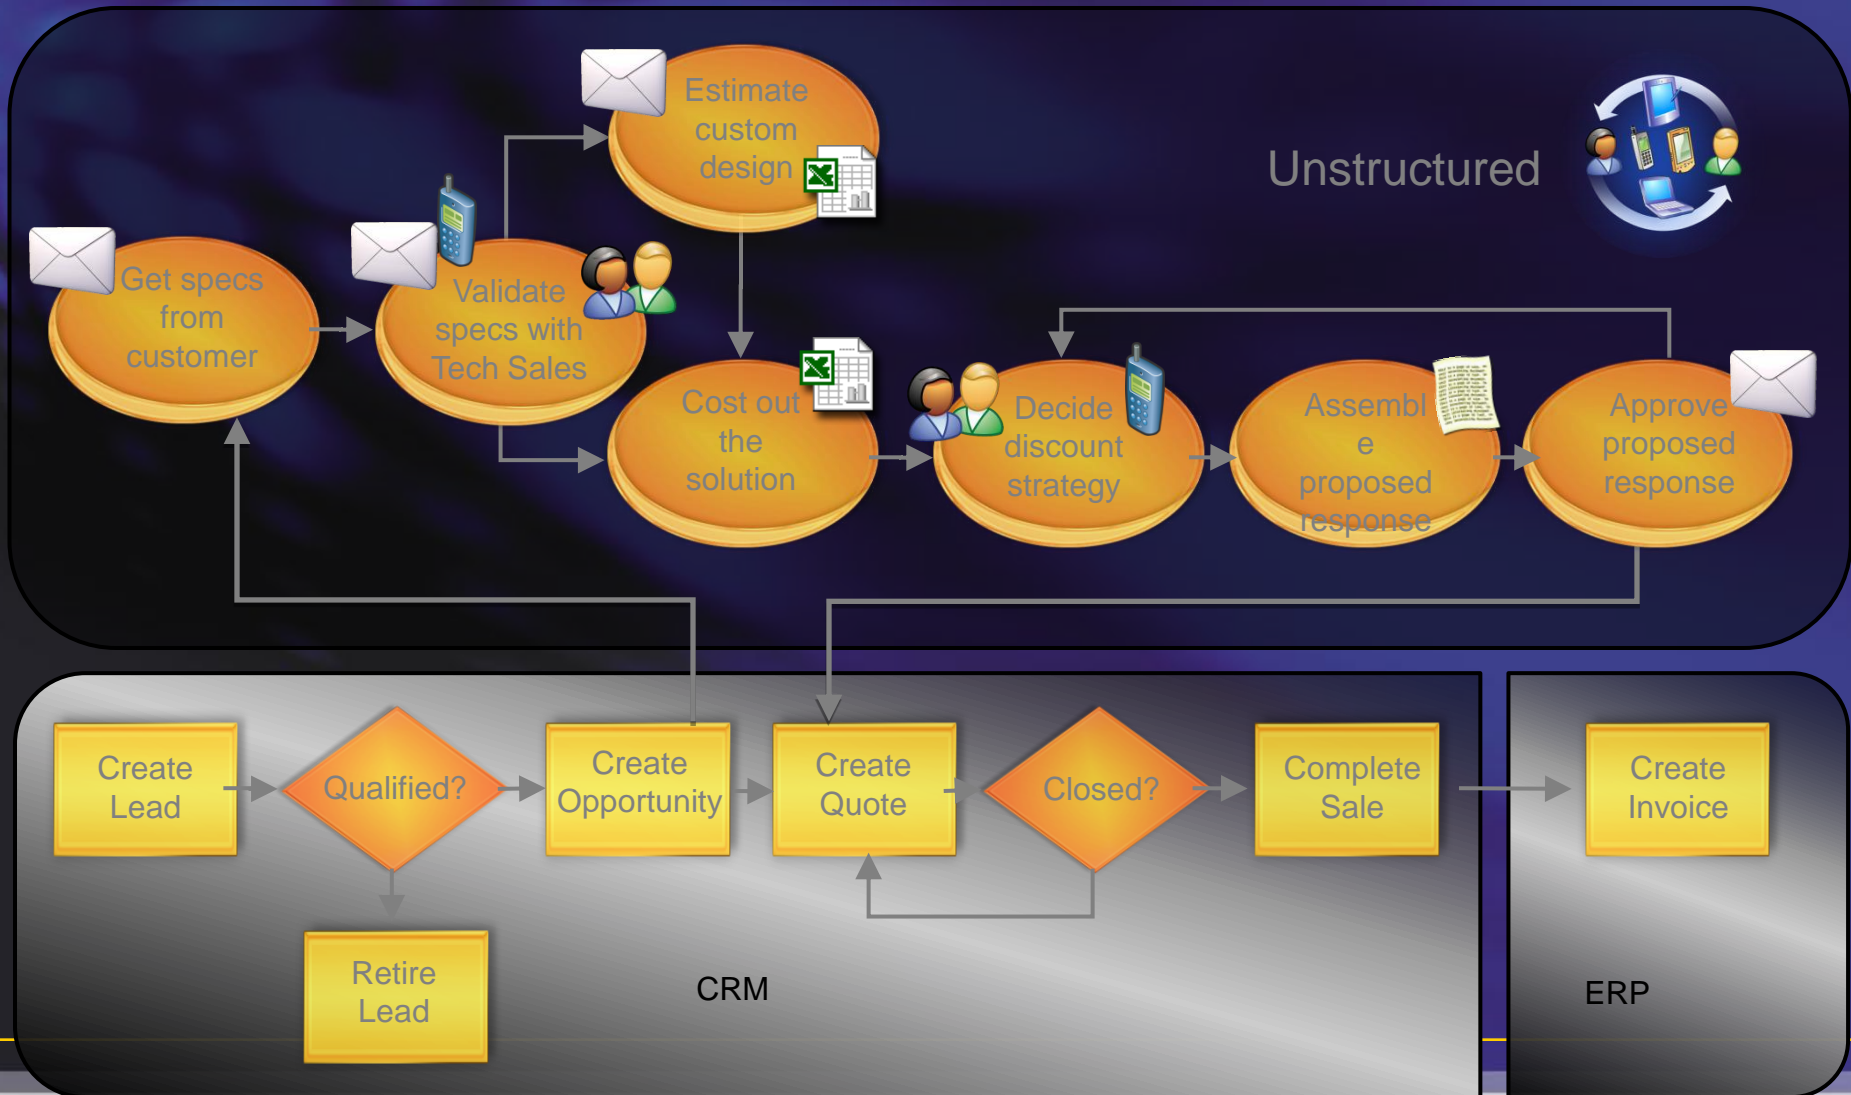 Estimate
custom
design
Unstructured
Get specs
from
customer
Validate
specs with
Tech Sales
Cost out
the
solution
Decide
discount
strategy
Assembl
e
proposed
response
Approve
proposed
response
Create
Lead
Qualified?
Create
Opportunity
Create
Quote
Closed?
Complete
Sale
Create
Invoice
Retire
Lead
CRM
ERP